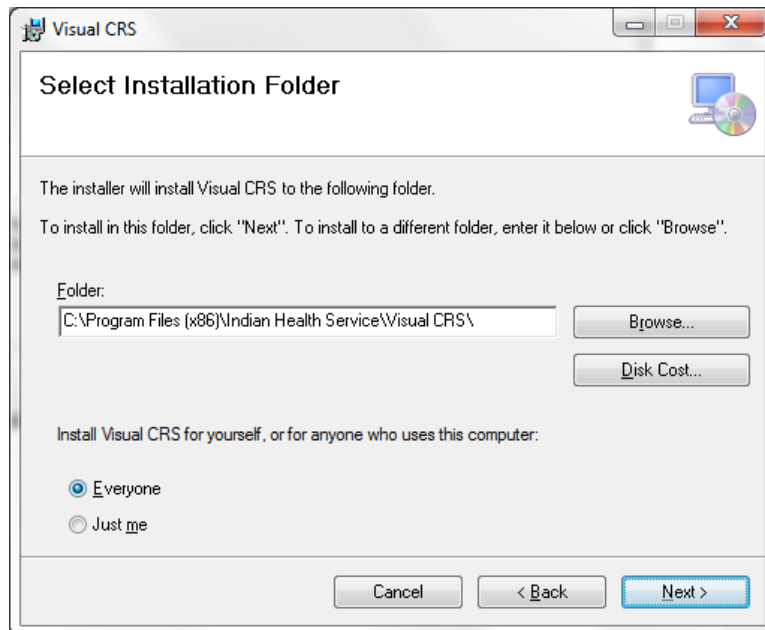 Visual CRS
Select Installation Folder
The installer will install Visual CRS to the following folder.
To install in this folder, click "Next". To install to a different folder, enter it below or click "Browse".
Folder:
C:\Program Files (x86)\Indian Health Service\Visual CRS\
Browse...
Disk Cost...
Install Visual CRS for yourself, or for anyone who uses this computer:
Everyone
Just me
Cancel
< Back
Next >